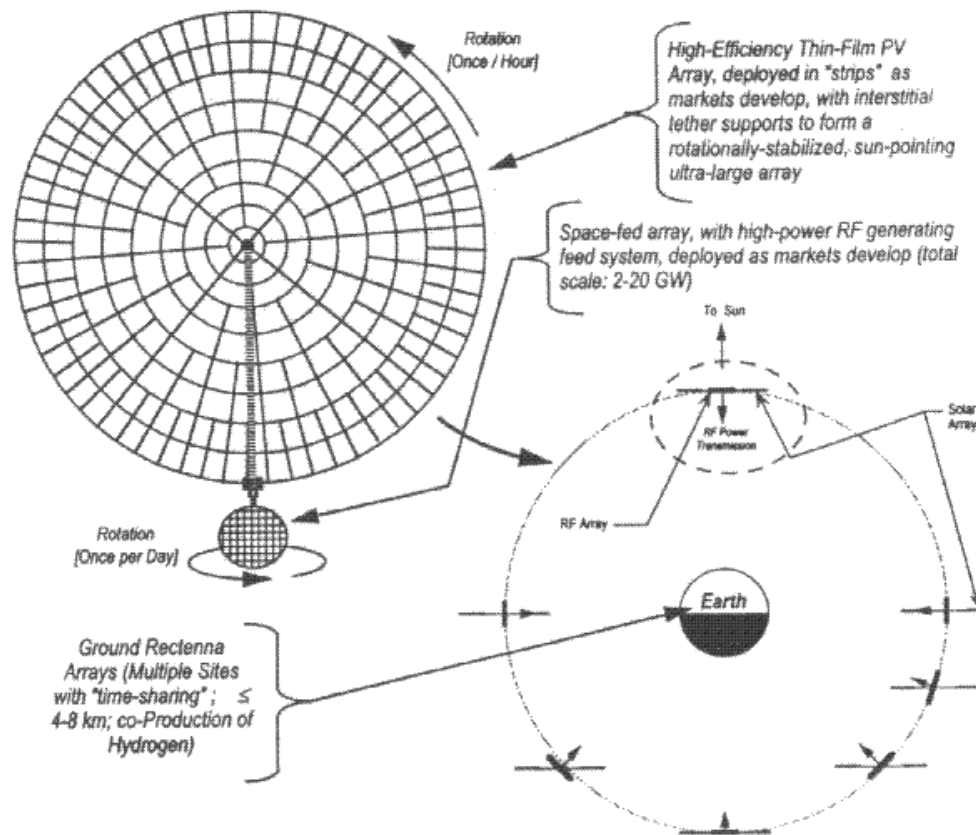 Rotation
[Once / Hour]
High-Efficiency Thin-Film PV
Array, deployed in "strips" as
markets develop, with interstitial
tether supports to form a
rotationally-stabilized, sun-pointing
ultra-large array
Space-fed array, with high-power RF generating
feed system, deployed as markets develop (total
scale: 2-20 GW)
To Sun
Solar
Array
RF Power
Transmission
RF Array
Rotation
[Once per Day]
Earth
Ground Rectenna
Arrays (Multiple Sites
with "time-sharing" ; ≤
4-8 km; co-Production of
Hydrogen)